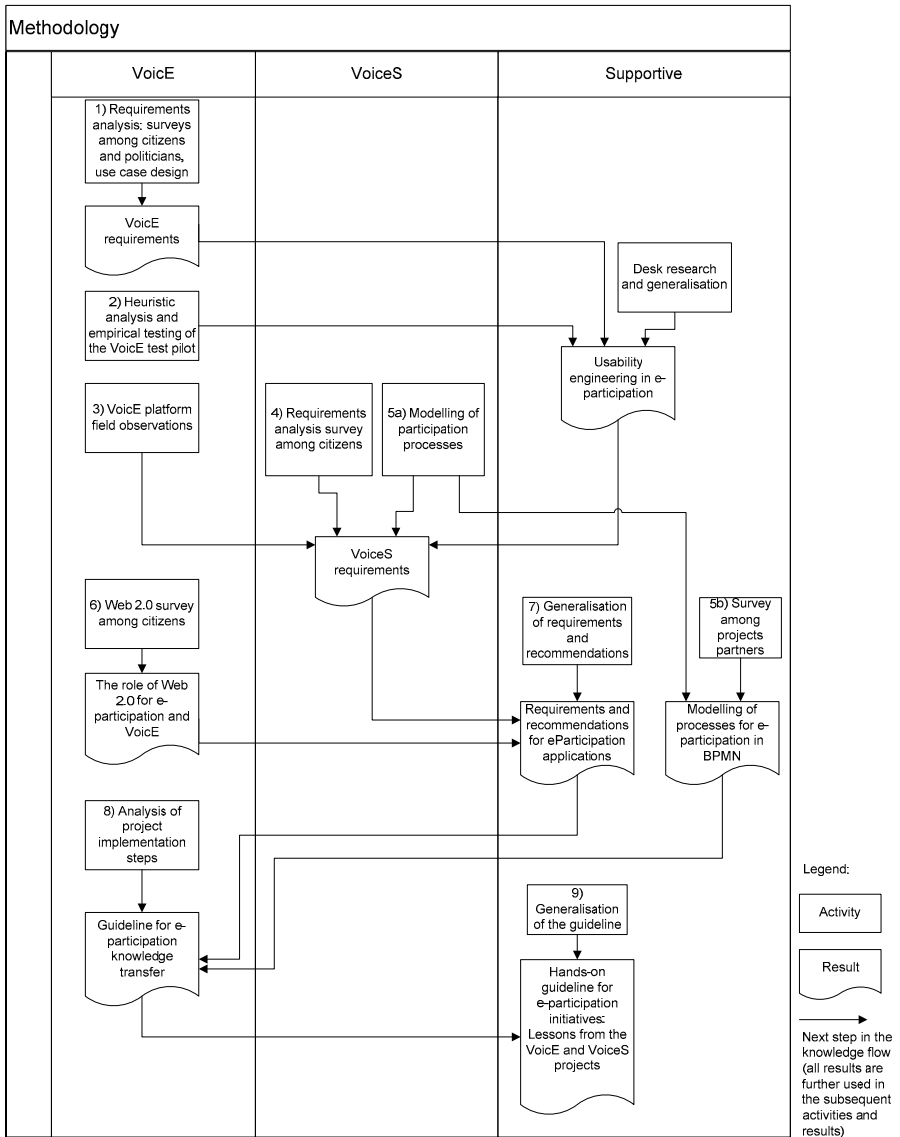 Methodology
VoicE
VoiceS
Supportive
1) Requirements
analysis: surveys
among citizens
and politicians,
use case design
VoicE
requirements
Desk research
and generalisation
2) Heuristic
analysis and
empirical testing of
the VoicE test pilot
Usability
engineering in e-
participation
3) VoicE platform
field observations
4) Requirements
analysis survey
among citizens
5a) Modelling of
participation
processes
VoiceS
requirements
6) Web 2.0 survey
among citizens
7) Generalisation
of requirements
and
recommendations
5b) Survey
among
projects
partners
The role of Web
2.0 for e-
participation and
VoicE
Requirements and
recommendations
for eParticipation
applications
Modelling of
processes for e-
participation in
BPMN
8) Analysis of
project
implementation
steps
9)
Generalisation
of the guideline
Guideline for e-
participation
knowledge
transfer
Hands-on
guideline for
e-participation
initiatives:
Lessons from the
VoicE and VoiceS
projects
Legend:
Activity
Result
Next step in the
knowledge flow
(all results are
further used in
the subsequent
activities and
results)